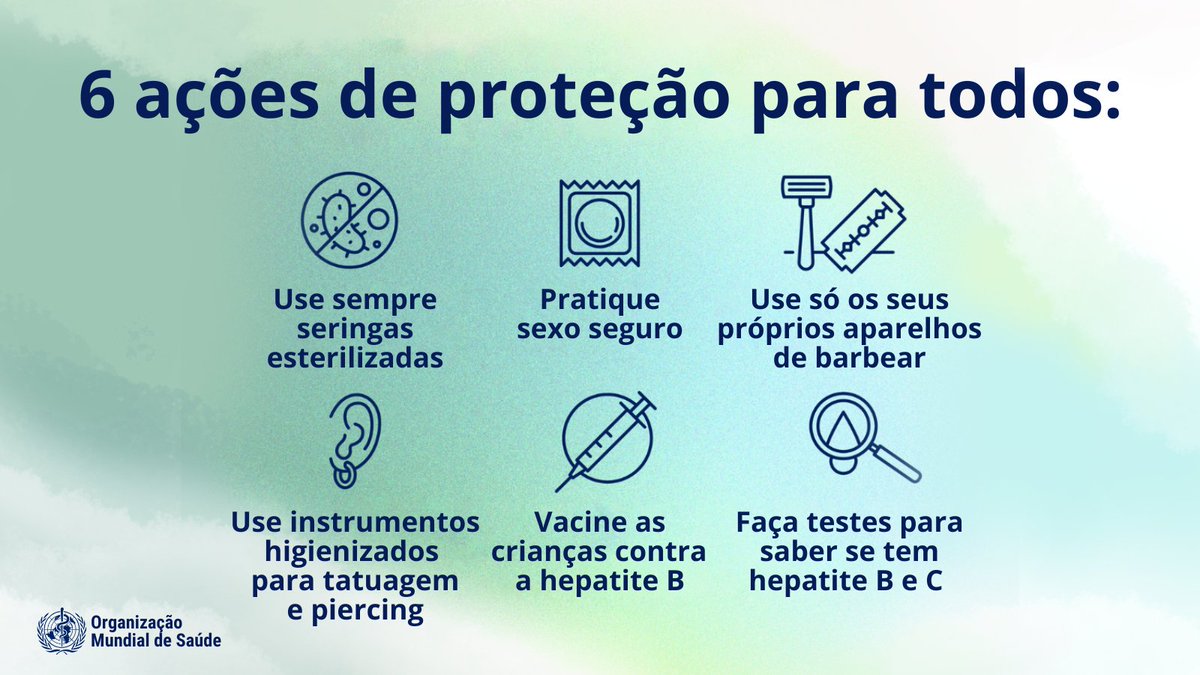 6 ações de proteção para todos:
Use sempre
seringas
esterilizadas
Pratique
sexo seguro
Use só os seus
próprios aparelhos
de barbear
Use instrumentos
higienizados
para tatuagem
e piercing
Vacine as
crianças contra
a hepatite B
Faça testes para
saber se tem
hepatite B e C
Organização
Mundial de Saúde